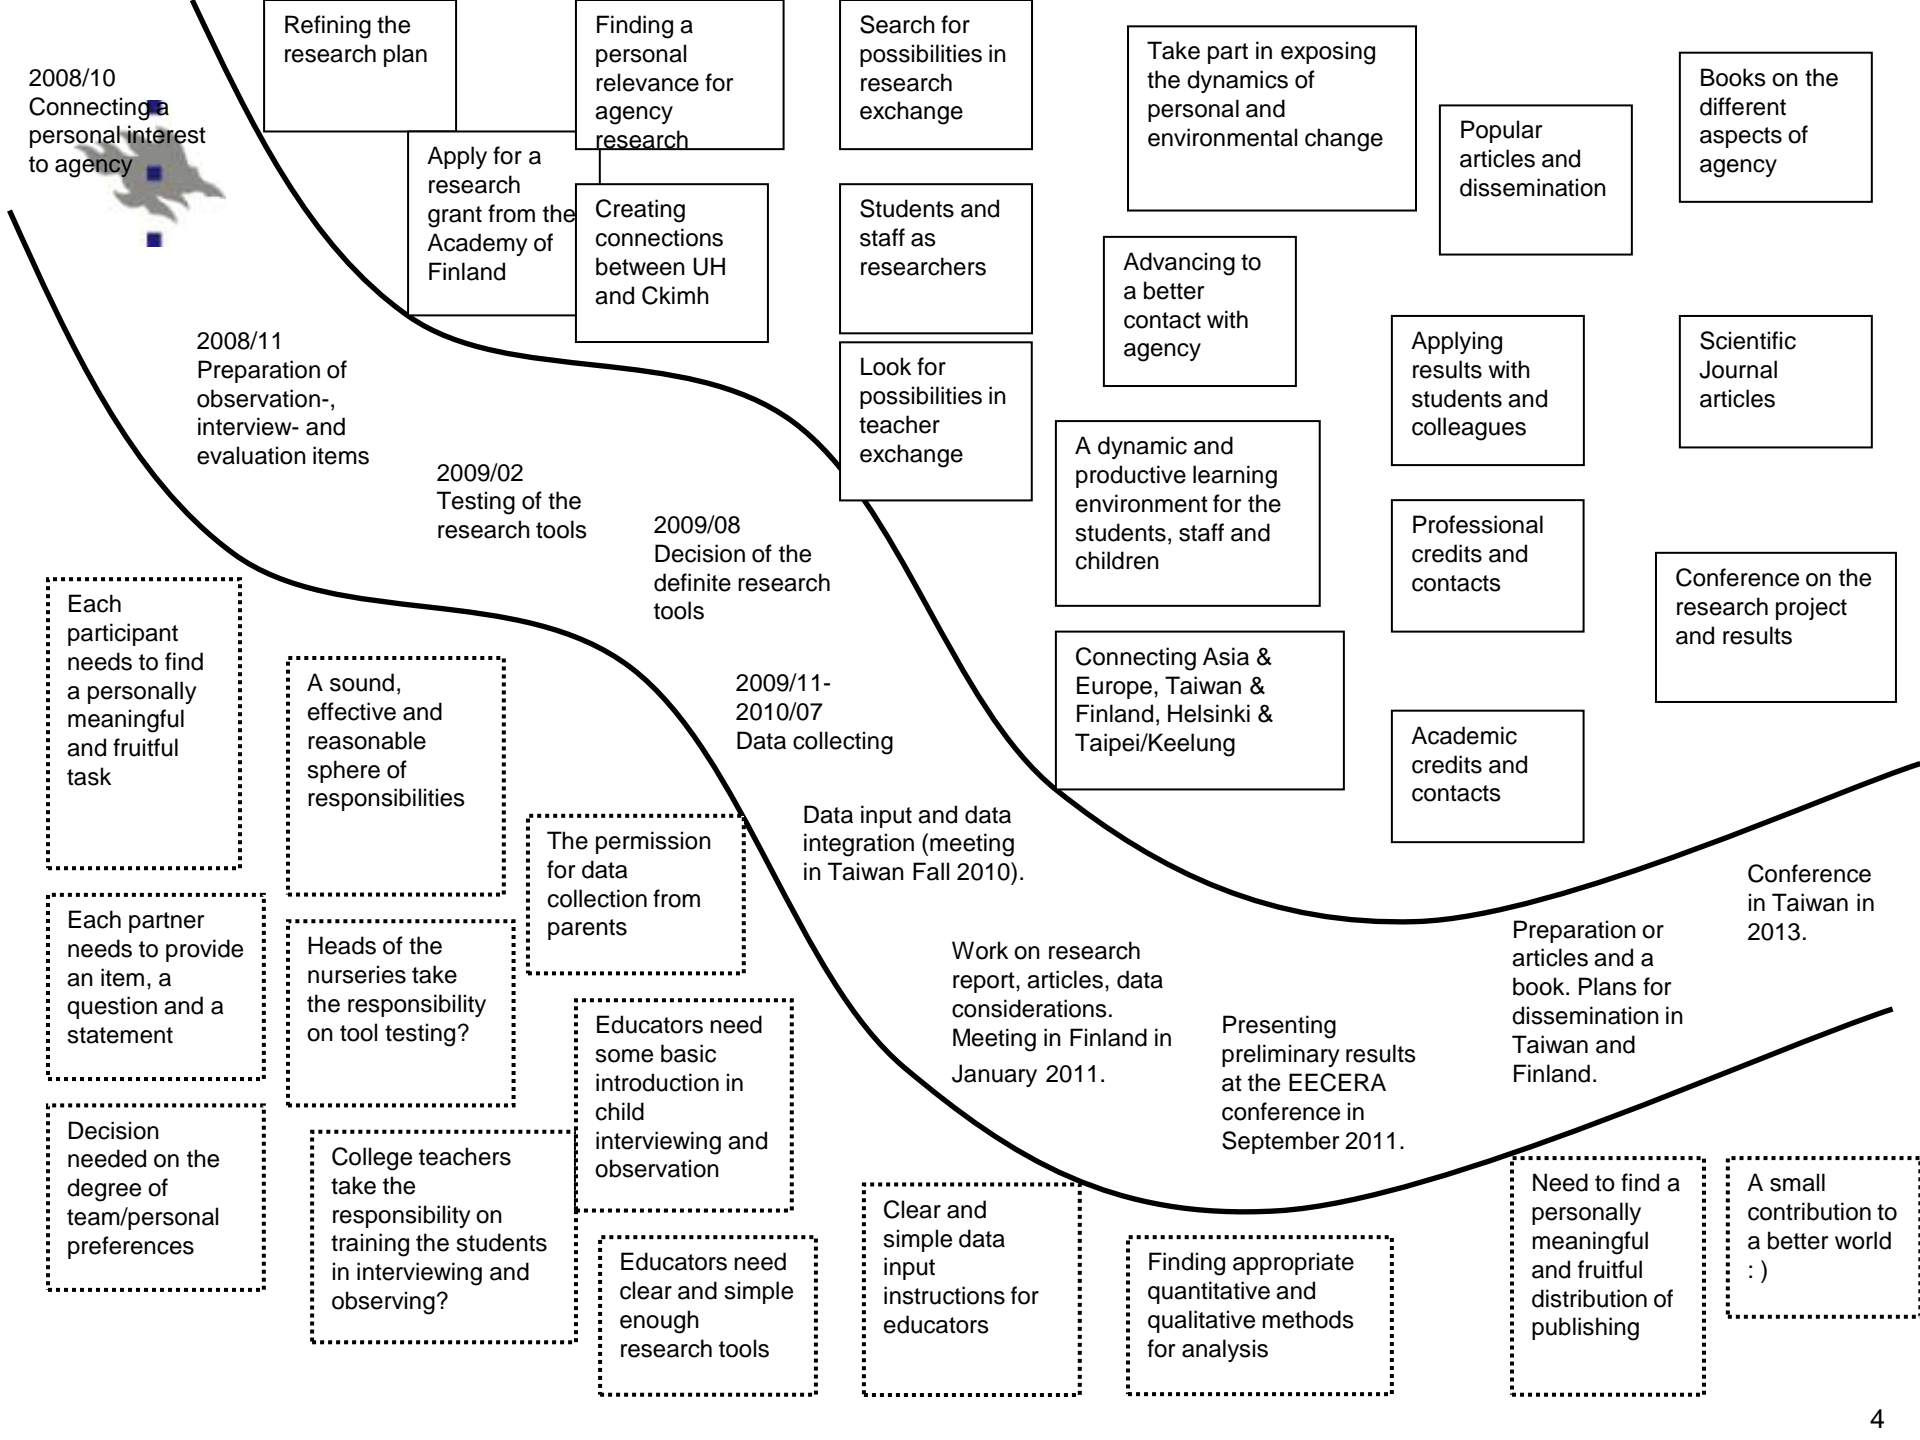 Refining the
research plan
Finding a
personal
relevance for
agency
research
Search for
possibilities in
research
exchange
Take part in exposing
the dynamics of
personal and
environmental change
Books on the
different
aspects of
agency
2008/10
Connecting a
personal interest
to agency
Popular
articles and
dissemination
Apply for a
research
grant from the
Academy of
Finland
Creating
connections
between UH
and Ckimh
Students and
staff as
researchers
Advancing to
a better
contact with
agency
2008/11
Preparation of
observation-,
interview- and
evaluation items
Look for
possibilities in
teacher
exchange
Applying
results with
students and
colleagues
Scientific
Journal
articles
A dynamic and
productive learning
environment for the
students, staff and
children
2009/02
Testing of the
research tools
2009/08
Decision of the
definite research
tools
Professional
credits and
contacts
Conference on the
research project
and results
Each
participant
needs to find
a personally
meaningful
and fruitful
task
A sound,
effective and
reasonable
sphere of
responsibilities
2009/11-
2010/07
Data collecting
Connecting Asia &
Europe, Taiwan &
Finland, Helsinki &
Taipei/Keelung
Academic
credits and
contacts
The permission
for data
collection from
parents
Data input and data
integration (meeting
in Taiwan Fall 2010).
Conference
in Taiwan in
2013.
Each partner
needs to provide
an item, a
question and a
statement
Heads of the
nurseries take
the responsibility
on tool testing?
Work on research
report, articles, data
considerations.
Meeting in Finland in
January 2011.
Preparation or
articles and a
book. Plans for
dissemination in
Taiwan and
Finland.
Educators need
some basic
introduction in
child
interviewing and
observation
Presenting
preliminary results
at the EECERA
conference in
September 2011.
Decision
needed on the
degree of
team/personal
preferences
College teachers
take the
responsibility on
training the students
in interviewing and
observing?
Educators need
clear and simple
enough
research tools
Clear and
simple data
input
instructions for
educators
Finding appropriate
quantitative and
qualitative methods
for analysis
Need to find a
personally
meaningful
and fruitful
distribution of
publishing
A small
contribution to
a better world
: )
4